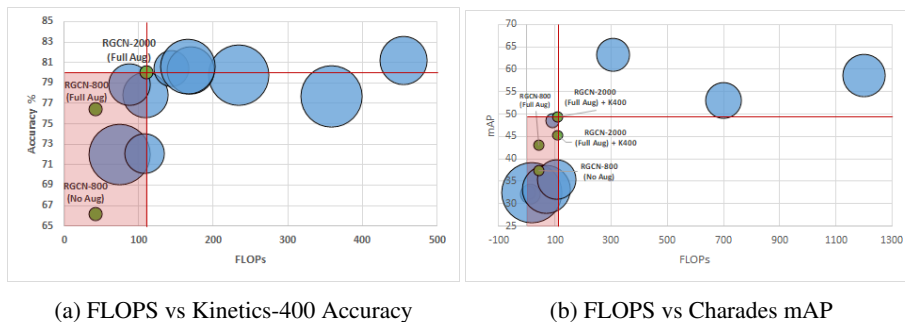 85
83
81
79
77
75
73
71
69
67
65
Accuracy %
RGCN-2000
(Full Aug)
RGCN-800
(Full Aug)
RGCN-800
(No Aug)
0
100
200
300
400
500
FLOPs
(a) FLOPS vs Kinetics-400 Accuracy
70
65
60
55
50
45
40
35
30
25
mAP
RGCN-800
(Full Aug)
RGCN-2000
(Full Aug) + K400
RGCN-2000
(Full Aug) + K400
RGCN-800
(No Aug)
-100
100
300
500
700
900
1100
1300
FLOPs
(b) FLOPS vs Charades mAP